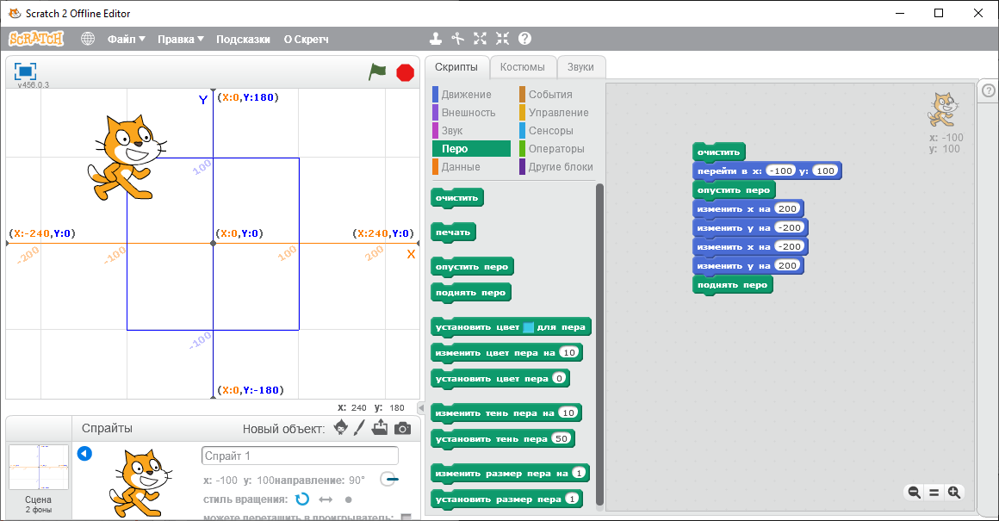 Scratch 2 Offline Editor
SCRATCH Файл Правка Подсказки О Скретч ?
v456.0.3
Y (X:0,Y:180)
100
(X:-240,Y:0) (X:0,Y:0) (X:240,Y:0)
-200 -100 100 200 X
-100
(X:0,Y:-180)
x: 240 y: 180
Спрайты Новый объект:
Спрайт 1
x: -100 y: 100 направление: 90°
стиль вращения:
можете перетащить в проигрыватель:
Сцена
2 фоны
Скрипты Костюмы Звуки
Движение События
Внешность Управление
Звук Сенсоры
Перо Операторы
Данные Другие блоки
очистить
печать
опустить перо
поднять перо
установить цвет для пера
изменить цвет пера на 10
установить цвет пера 0
изменить тень пера на 10
установить тень пера 50
изменить размер пера на 1
установить размер пера 1
очистить
перейти в x: -100 y: 100
опустить перо
изменить x на 200
изменить y на -200
изменить x на -200
изменить y на 200
поднять перо
x: -100
y: 100
?